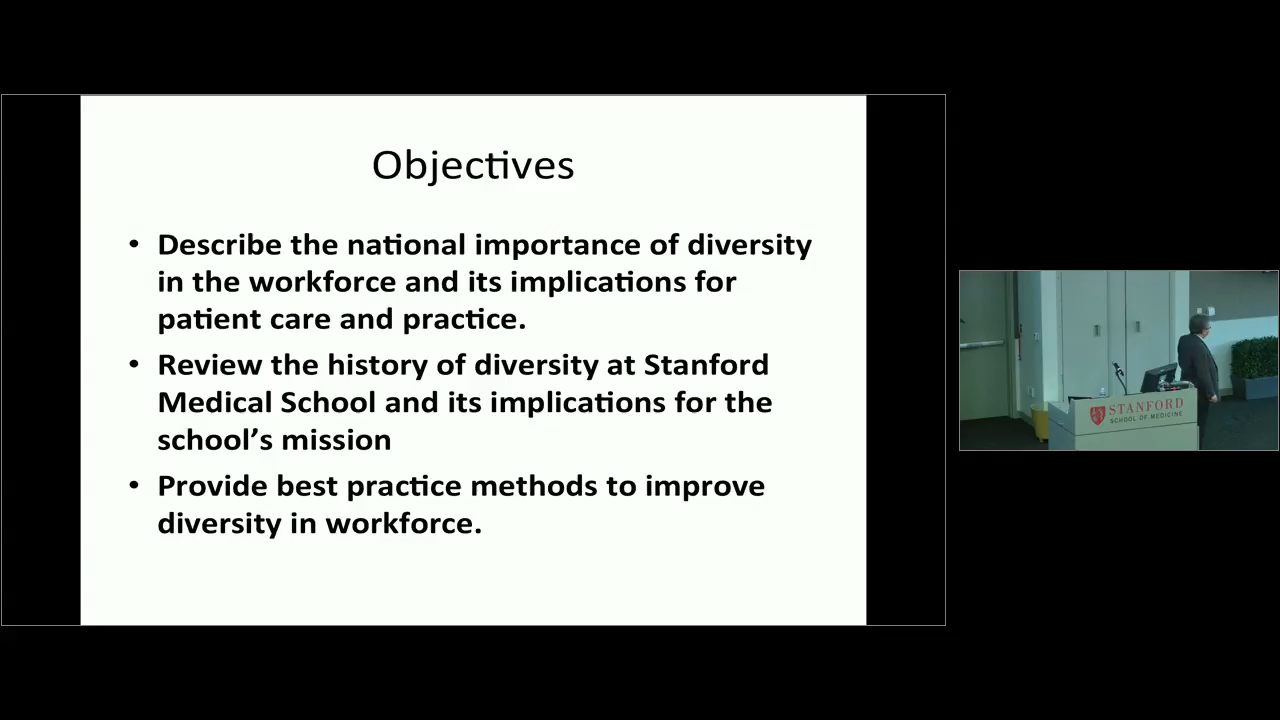 Objectives
• Describe the national importance of diversity
in the workforce and its implications for
patient care and practice.
• Review the history of diversity at Stanford
Medical School and its implications for the
school's mission
• Provide best practice methods to improve
diversity in workforce.
STANFORD
SCHOOL OF MEDICINE